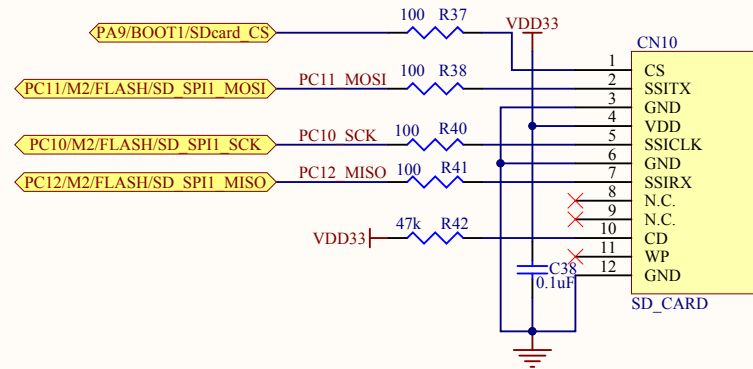 PA9/BOOT1/SDcard_CS
100 R37
VDD33
CN10
1 CS
PC11/M2/FLASH/SD_SPI1_MOSI
PC11_MOSI
100 R38
2 SSITX
3 GND
4 VDD
PC10/M2/FLASH/SD_SPI1_SCK
PC10_SCK
100 R40
5 SSICLK
6 GND
PC12/M2/FLASH/SD_SPI1_MISO
PC12_MISO
100 R41
7 SSIRX
8 N.C.
9 N.C.
VDD33
47k R42
10 CD
11 WP
C38
0.1uF
12 GND
SD_CARD